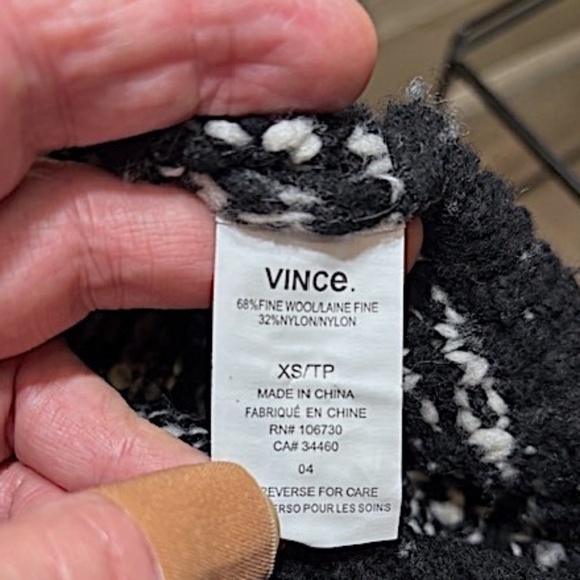 VINCe.
68%FINE WOOL/LAINE FINE
32%NYLON/NYLON
XS/TP
MADE IN CHINA
FABRIQUÉ EN CHINE
RN# 106730
CA# 34460
04
REVERSE FOR CARE
POUR LES SOINS